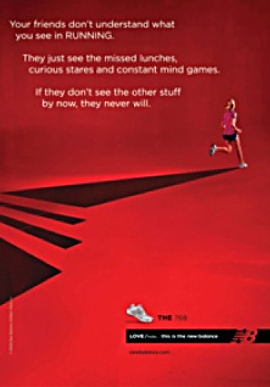 Your friends don't understand what
you see in RUNNING.
They just see the missed lunches,
curious stares and constant mind games.
If they don't see the other stuff
by now, they never will.
THE 768
LOVE/hate. this is the new balance
NB
newbalance.com